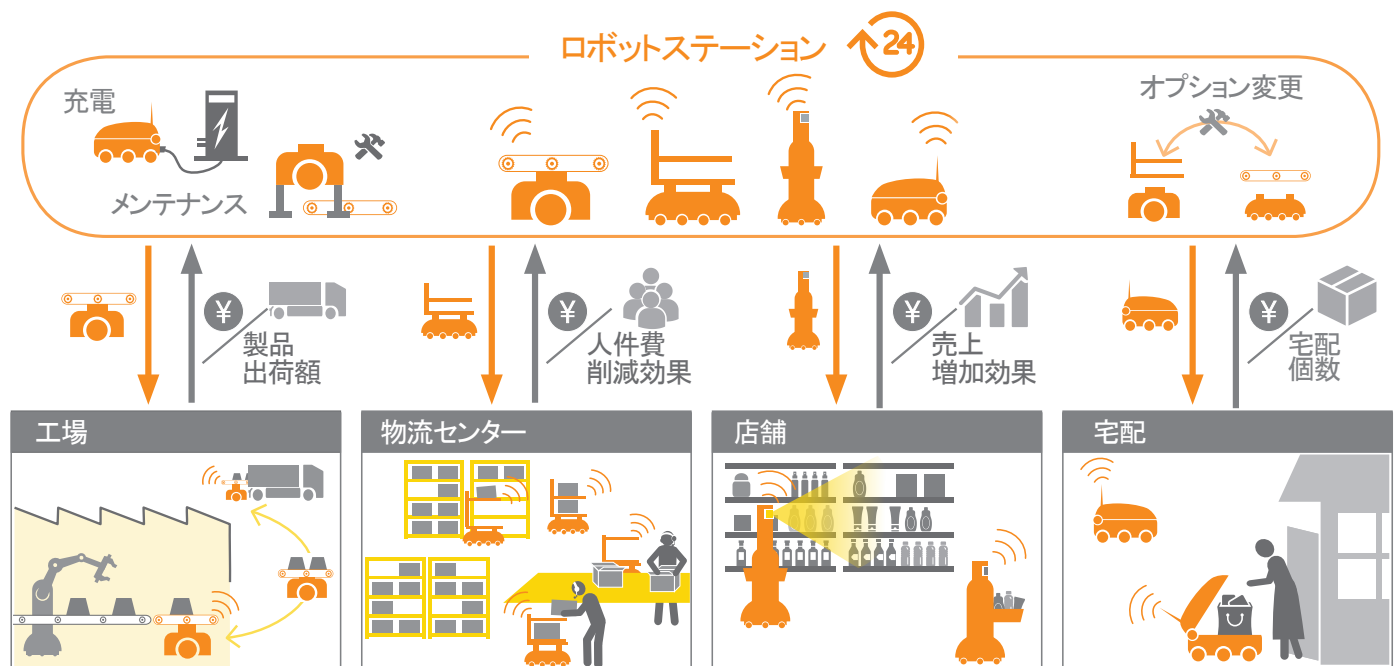 ロボットステーション 24
充電
オプション変更
メンテナンス
¥
製品
出荷額
¥
人件費
削減効果
¥
売上
増加効果
¥
宅配
個数
工場
物流センター
店舗
宅配